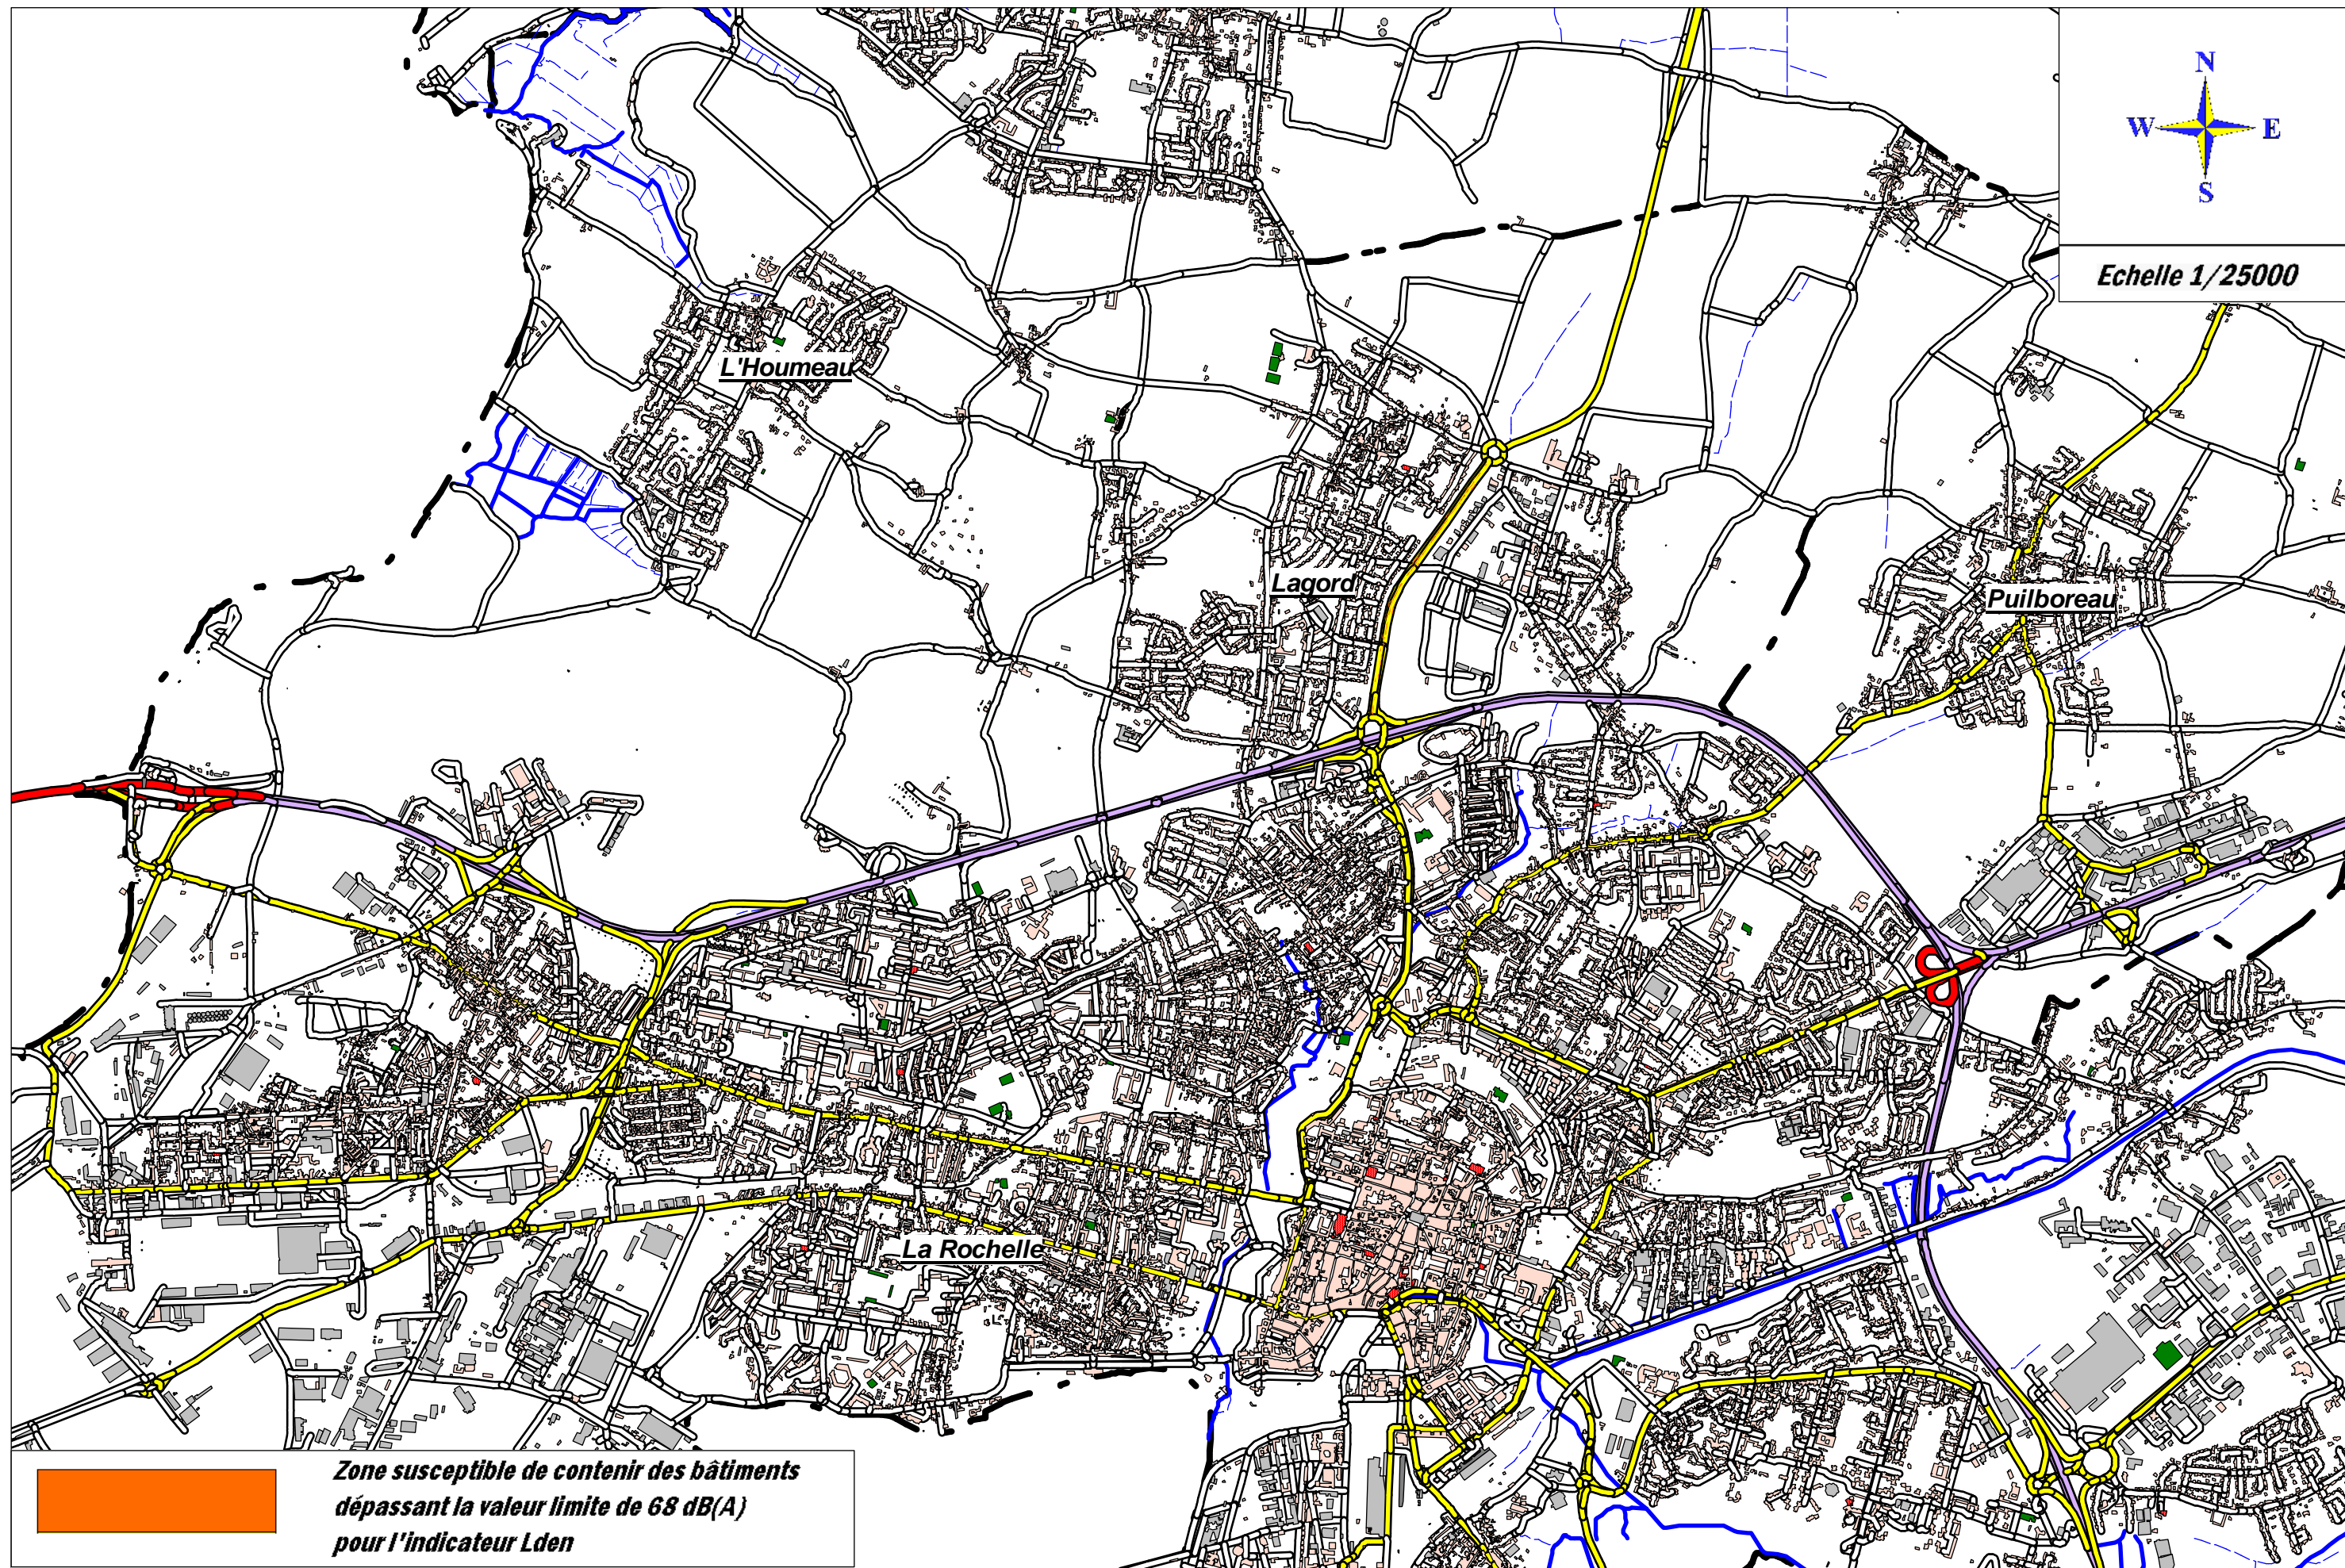 N
W E
S
Echelle 1/25000
L'Houmeau
Lagord
Puilboreau
La Rochelle
Zone susceptible de contenir des bâtiments
dépassant la valeur limite de 68 dB(A)
pour l'indicateur Lden